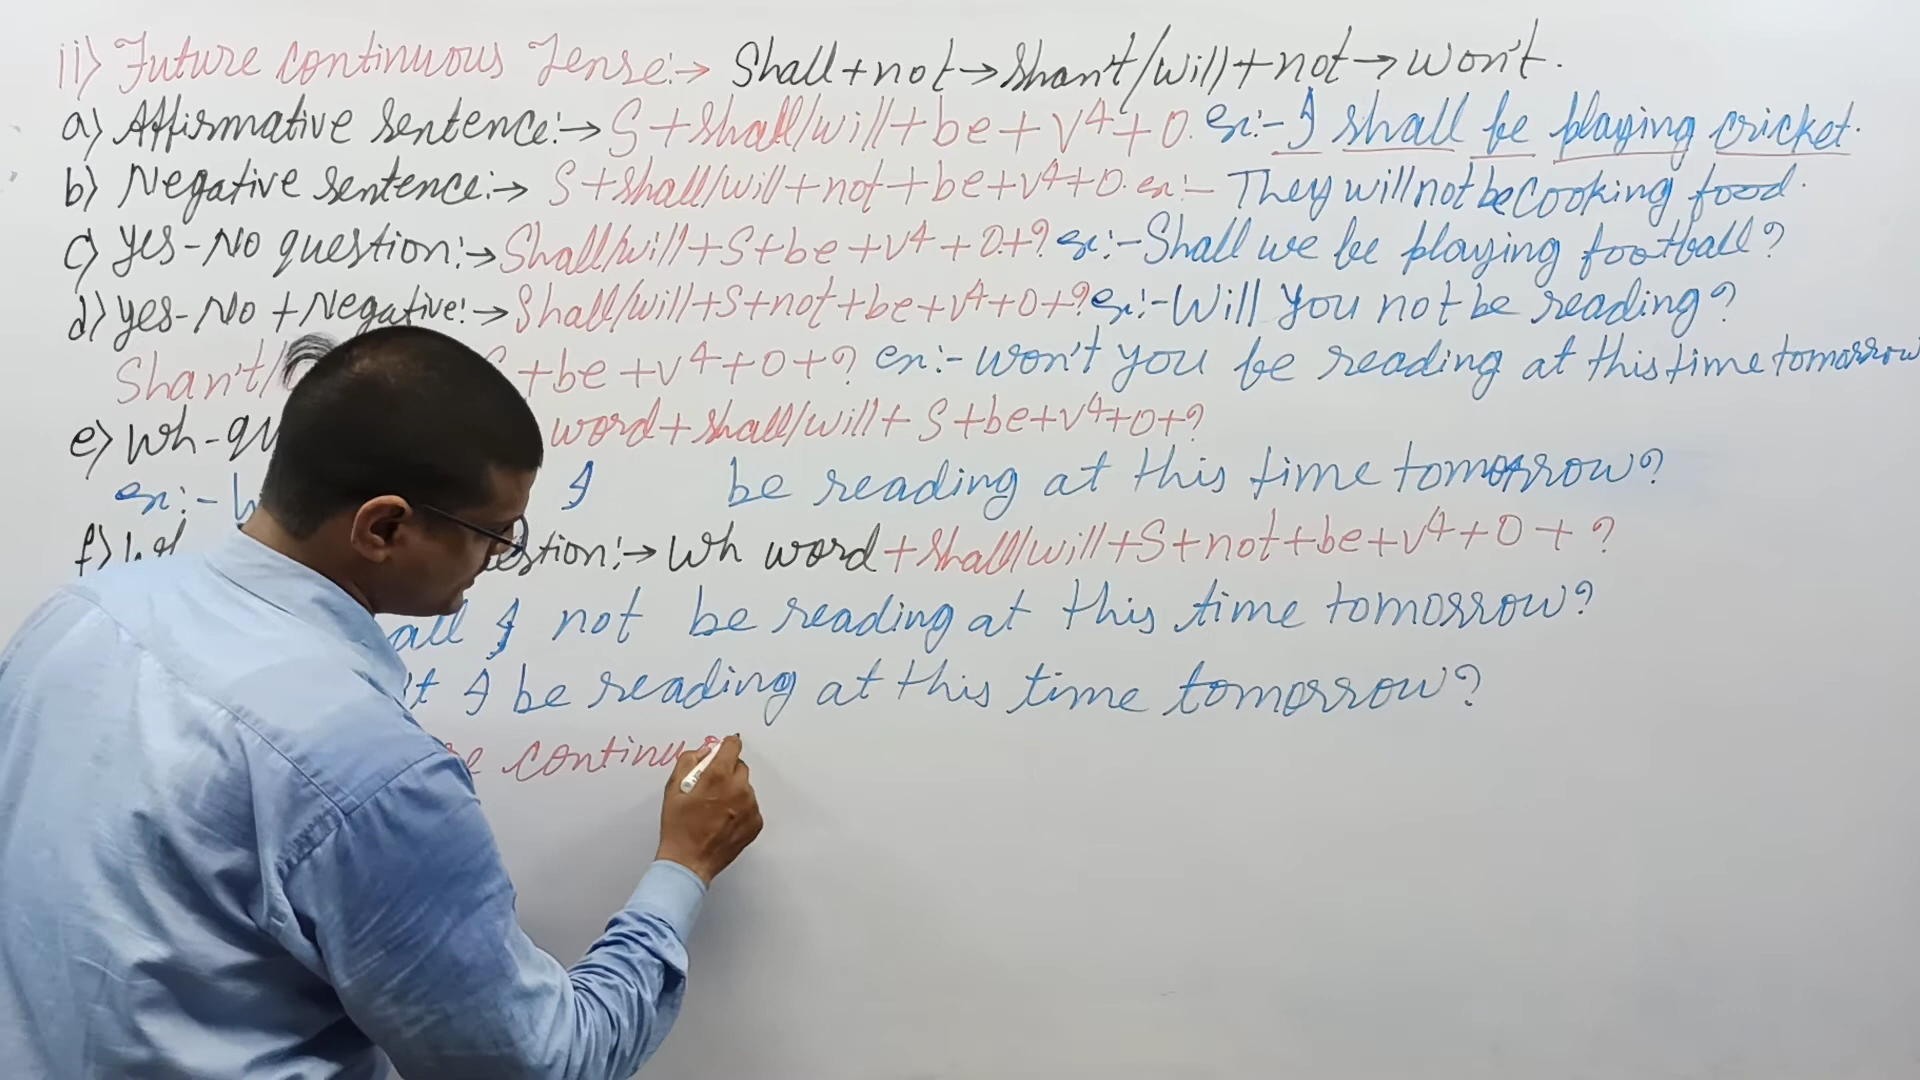 ii) Future continuous Tense:→ Shall+not→shan't/will+not→won't.
a) Affirmative sentence:→ S+shall/will+be+V⁴+O. ex:- I shall be playing cricket.
b) Negative sentence:→ S+shall/will+not+be+V⁴+O. ex:- They will not be cooking food.
c) Yes-No question:→ Shall/will+S+be+V⁴+O+? ex:- Shall we be playing football?
d) Yes-No+Negative:→ Shall/will+S+not+be+V⁴+O+? ex:- Will you not be reading?
Shan't/ +be+V⁴+O+? ex:- won't you be reading at this time tomorrow
e) Wh-qu word+shall/will+S+be+V⁴+O+?
ex:- I be reading at this time tomorrow?
f) estion:→ Wh word+shall/will+S+not+be+V⁴+O+?
all I not be reading at this time tomorrow?
't I be reading at this time tomorrow?
re continuo